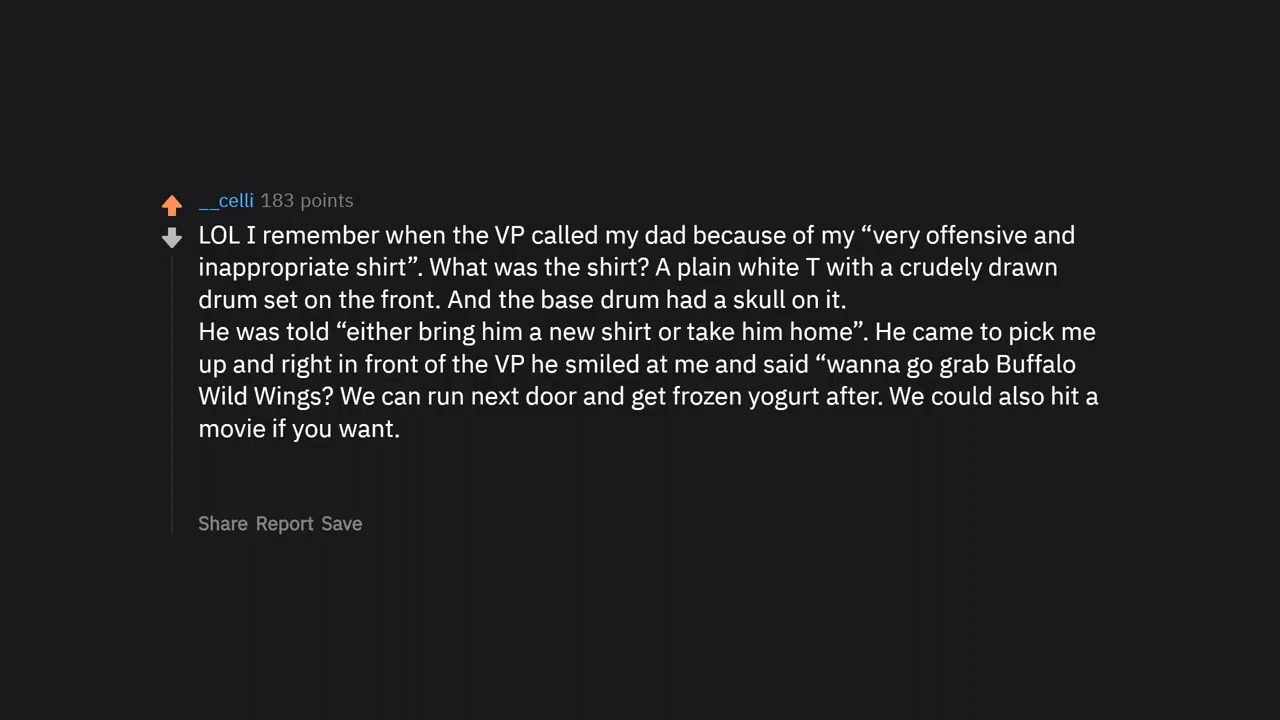 __celli 183 points
LOL I remember when the VP called my dad because of my “very offensive and
inappropriate shirt”. What was the shirt? A plain white T with a crudely drawn
drum set on the front. And the base drum had a skull on it.
He was told “either bring him a new shirt or take him home”. He came to pick me
up and right in front of the VP he smiled at me and said “wanna go grab Buffalo
Wild Wings? We can run next door and get frozen yogurt after. We could also hit a
movie if you want.
Share Report Save